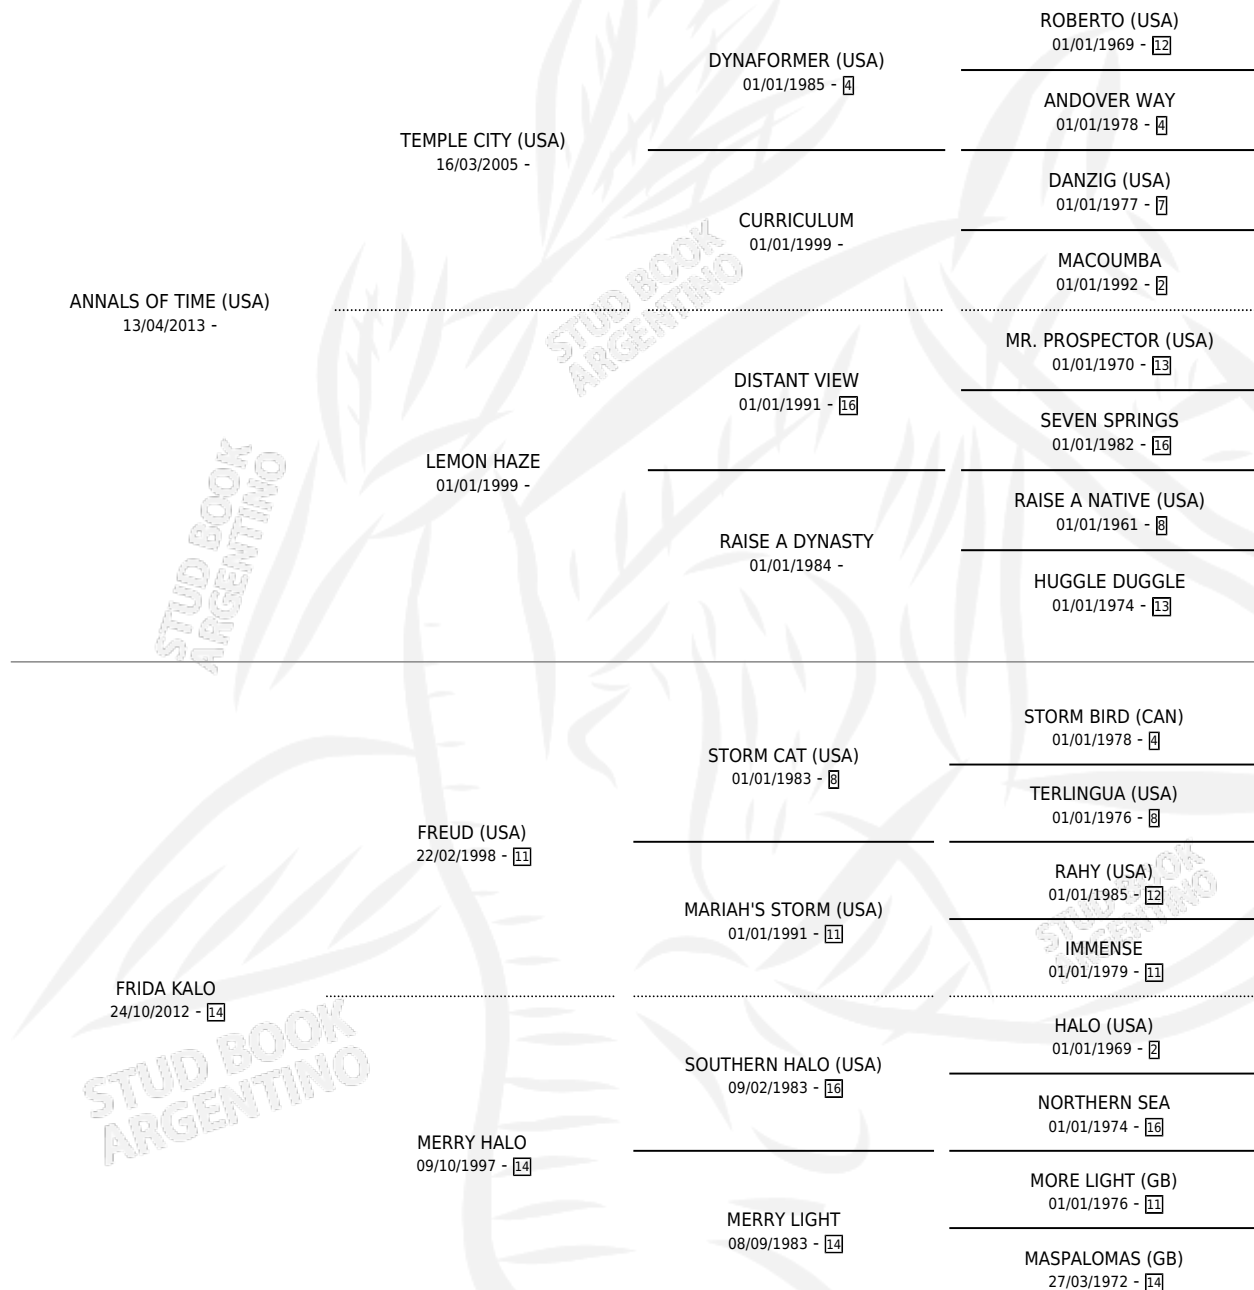 ROBERTO (USA)
01/01/1969 - 12
DYNAFORMER (USA)
01/01/1985 - 4
ANDOVER WAY
01/01/1978 - 4
TEMPLE CITY (USA)
16/03/2005 -
DANZIG (USA)
01/01/1977 - 7
CURRICULUM
01/01/1999 -
MACOUMBA
01/01/1992 - 2
ANNALS OF TIME (USA)
13/04/2013 -
STUD BOOK
ARGENTINO
MR. PROSPECTOR (USA)
01/01/1970 - 13
DISTANT VIEW
01/01/1991 - 16
SEVEN SPRINGS
01/01/1982 - 16
LEMON HAZE
01/01/1999 -
RAISE A NATIVE (USA)
01/01/1961 - 8
RAISE A DYNASTY
01/01/1984 -
HUGGLE DUGGLE
01/01/1974 - 13
STUD BOOK
ARGENTINO
STORM BIRD (CAN)
01/01/1978 - 4
STORM CAT (USA)
01/01/1983 - 8
TERLINGUA (USA)
01/01/1976 - 8
FREUD (USA)
22/02/1998 - 11
RAHY (USA)
01/01/1985 - 12
MARIAH'S STORM (USA)
01/01/1991 - 11
STUD BOOK
ARGENTINO
IMMENSE
01/01/1979 - 11
FRIDA KALO
24/10/2012 - 14
STUD BOOK
ARGENTINO
HALO (USA)
01/01/1969 - 2
SOUTHERN HALO (USA)
09/02/1983 - 16
NORTHERN SEA
01/01/1974 - 16
MERRY HALO
09/10/1997 - 14
MORE LIGHT (GB)
01/01/1976 - 11
MERRY LIGHT
08/09/1983 - 14
MASPALOMAS (GB)
27/03/1972 - 14